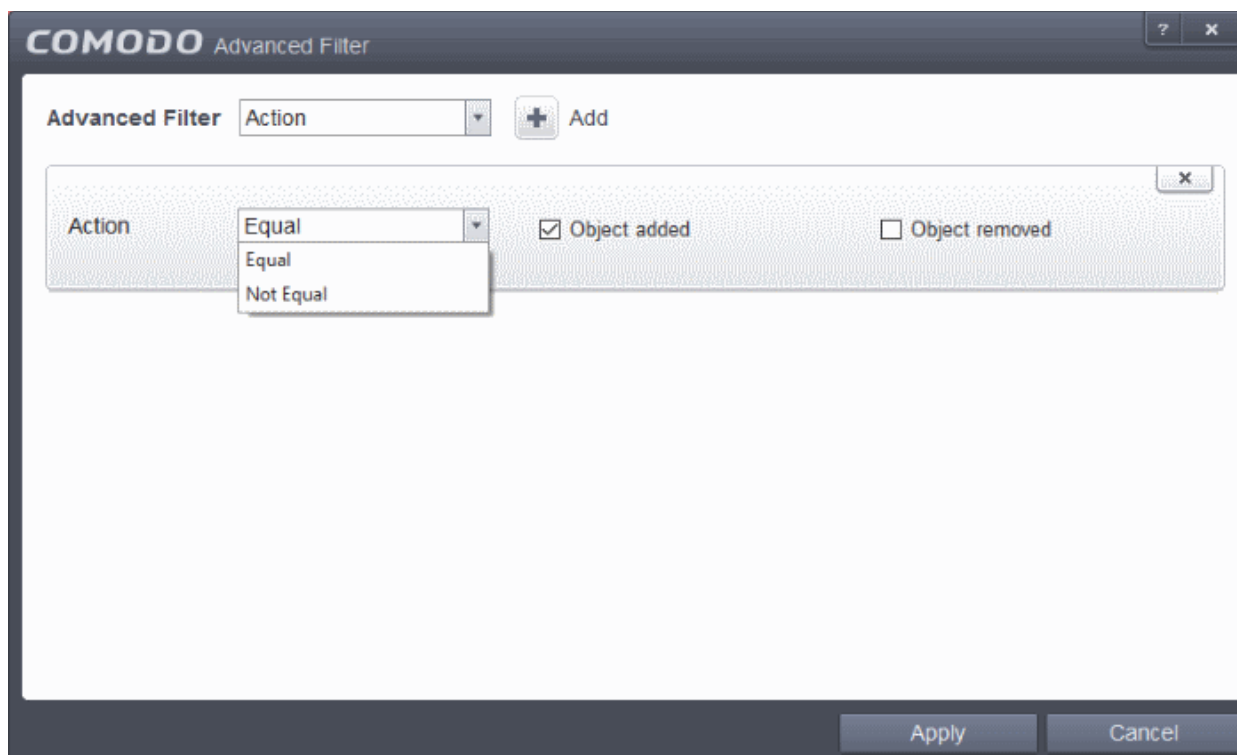 COMODO Advanced Filter ? x
Advanced Filter Action + Add
x
Action Equal Object added Object removed
Equal
Not Equal
Apply Cancel